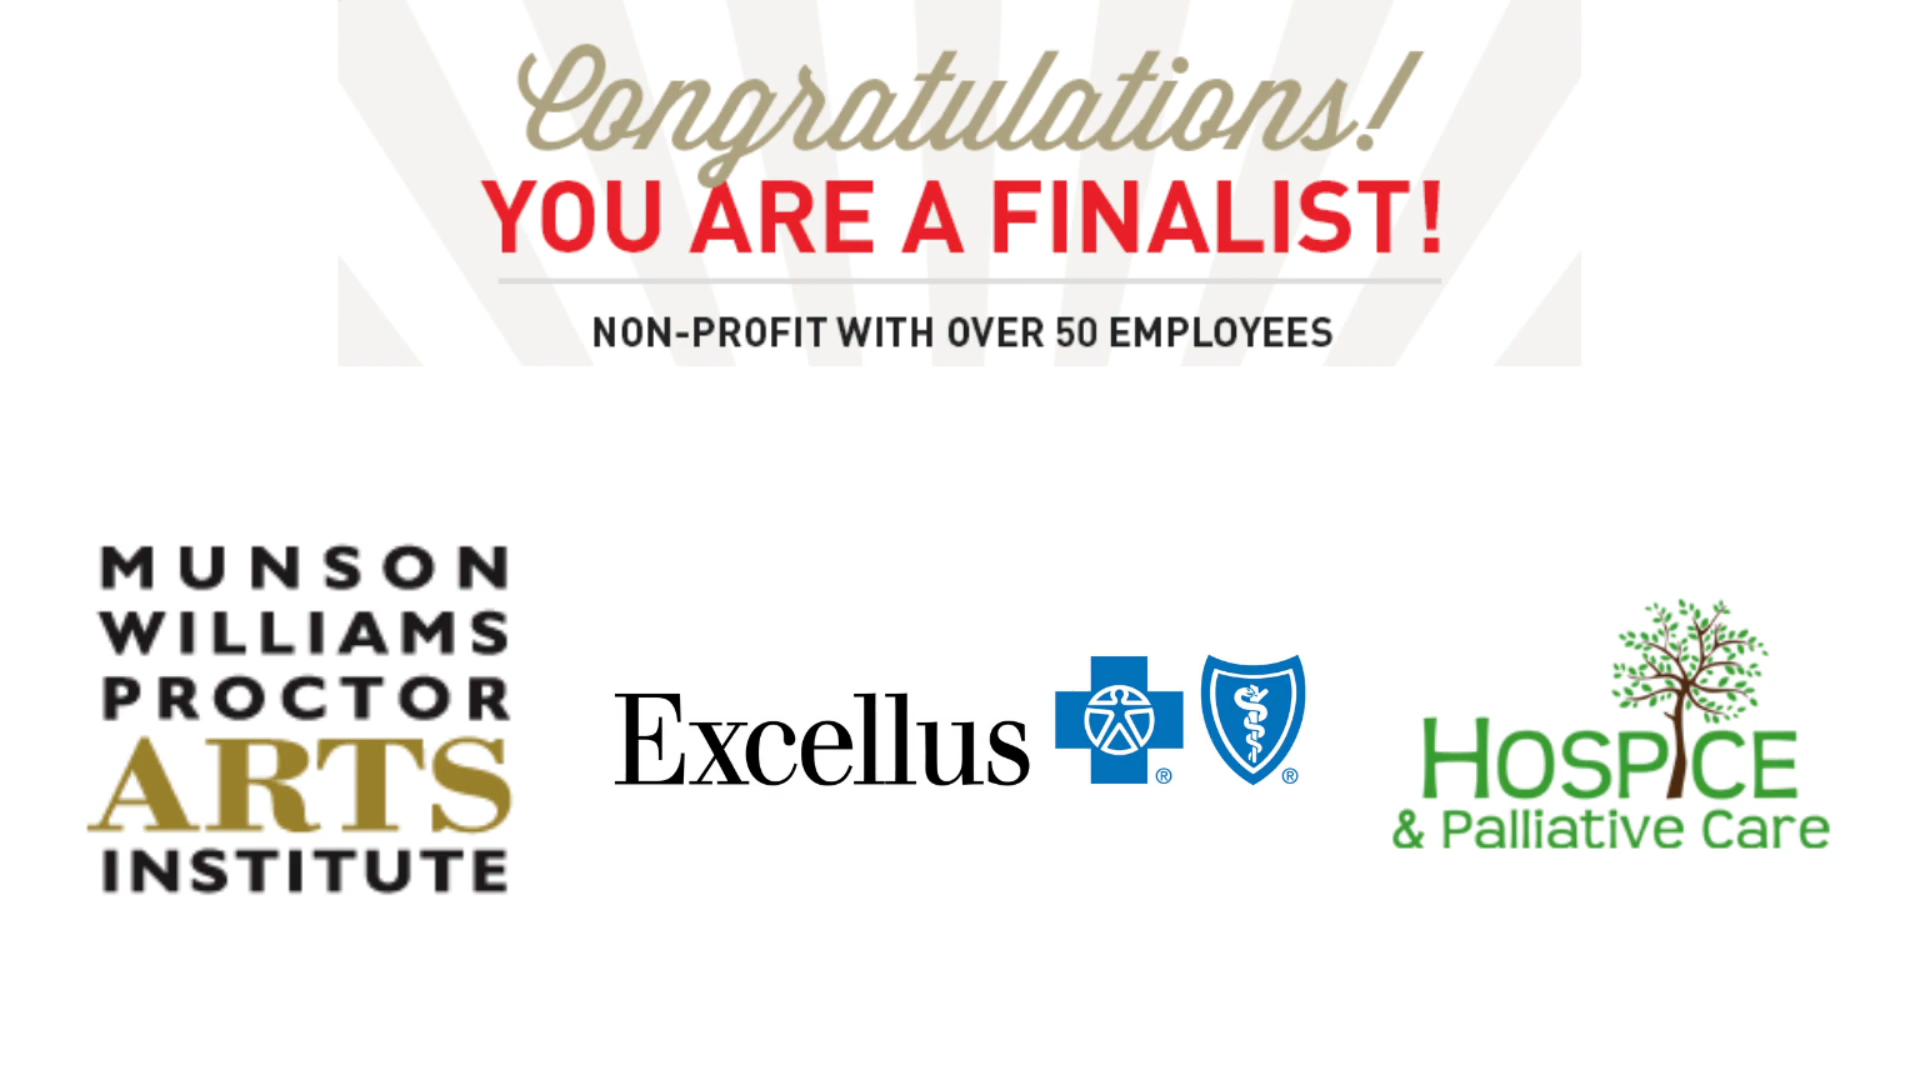 Congratulations!
YOU ARE A FINALIST!
NON-PROFIT WITH OVER 50 EMPLOYEES
MUNSON
WILLIAMS
PROCTOR
ARTS
INSTITUTE
Excellus ® ®
HOSPICE
& Palliative Care